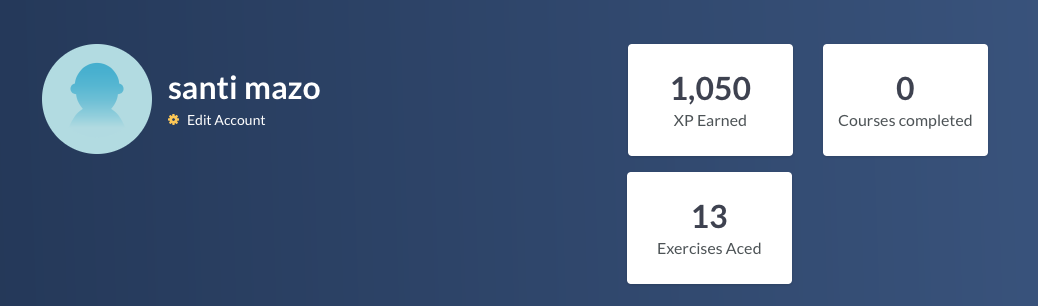 santi mazo
Edit Account
1,050
XP Earned
0
Courses completed
13
Exercises Aced